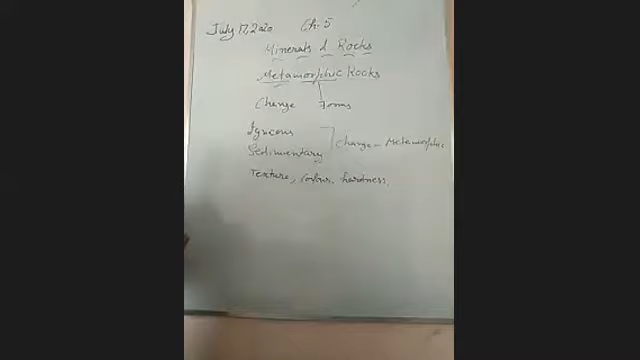 July 17, 2020 Ch. 5
Minerals & Rocks
Metamorphic Rocks
Change Forms
Igneous
Sedimentary Change - Metamorphic.
Texture, colour, hardness.